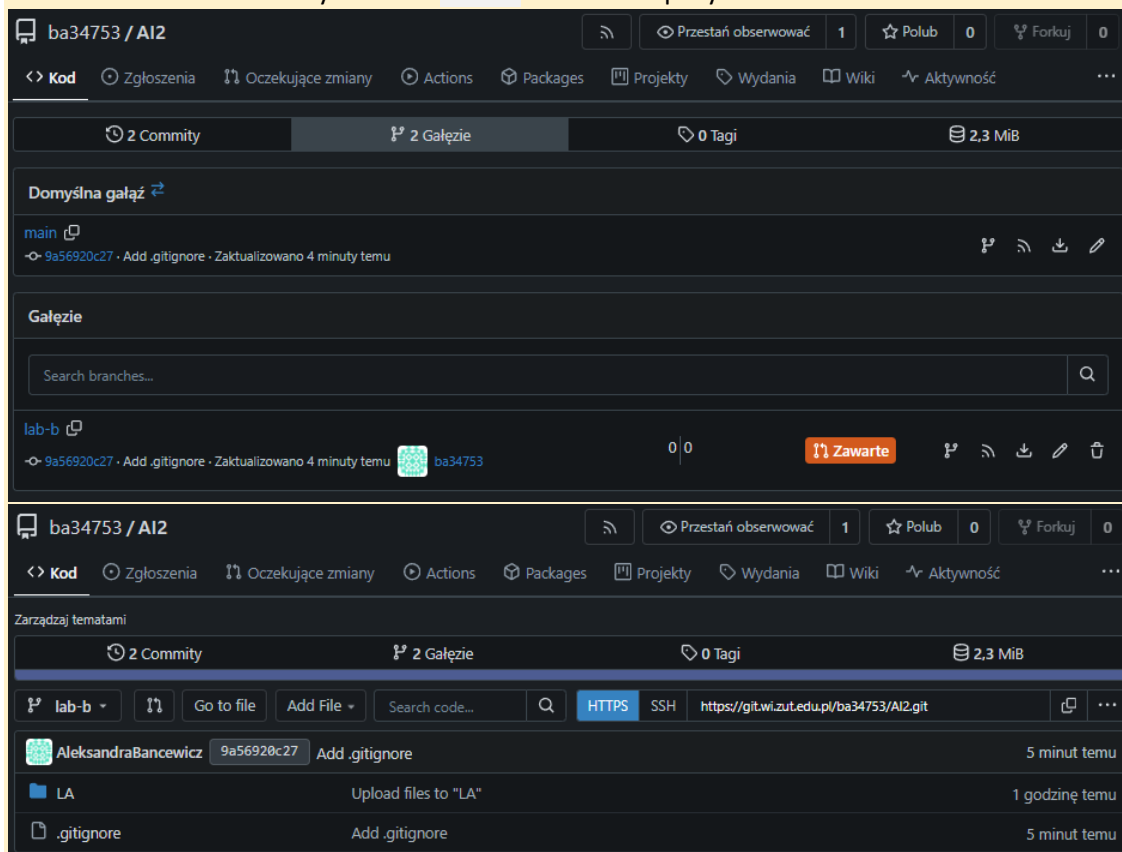 ba34753 / AI2 Przestań obserwować 1 Polub 0 Forkuj 0
<> Kod Zgłoszenia Oczekujące zmiany Actions Packages Projekty Wydania Wiki Aktywność ...
2 Commity 2 Gałęzie 0 Tagi 2,3 MiB
Domyślna gałąź
main
9a56920c27 · Add .gitignore · Zaktualizowano 4 minuty temu
Gałęzie
Search branches...
lab-b
9a56920c27 · Add .gitignore · Zaktualizowano 4 minuty temu ba34753 0 | 0 Zawarte
ba34753 / AI2 Przestań obserwować 1 Polub 0 Forkuj 0
<> Kod Zgłoszenia Oczekujące zmiany Actions Packages Projekty Wydania Wiki Aktywność ...
Zarządzaj tematami
2 Commity 2 Gałęzie 0 Tagi 2,3 MiB
lab-b Go to file Add File Search code... HTTPS SSH https://git.wi.zut.edu.pl/ba34753/AI2.git ...
AleksandraBancewicz 9a56920c27 Add .gitignore 5 minut temu
LA Upload files to "LA" 1 godzinę temu
.gitignore Add .gitignore 5 minut temu